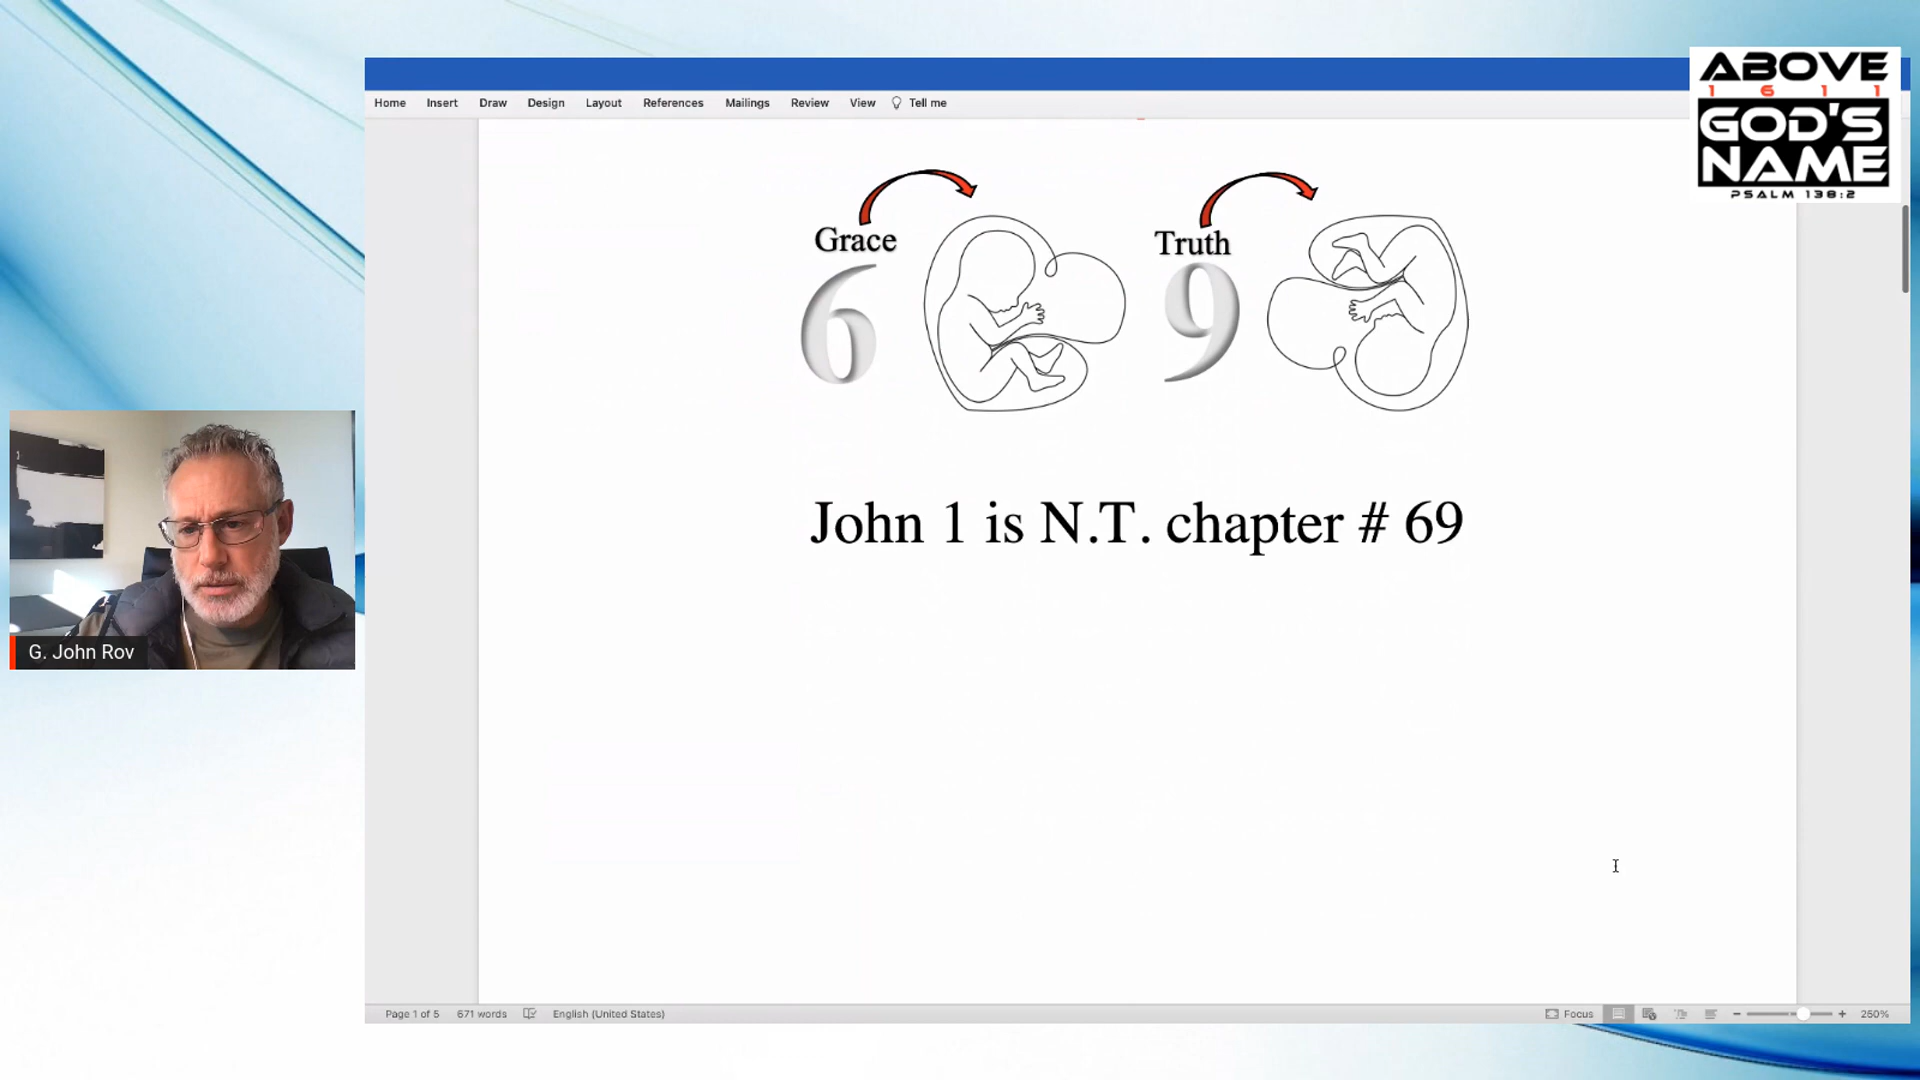 ABOVE
1 6 1 1
GOD'S
NAME
PSALM 138:2
Home Insert Draw Design Layout References Mailings Review View Tell me
Grace Truth
6 9
John 1 is N.T. chapter # 69
G. John Rov
Page 1 of 5 671 words English (United States) Focus 250%